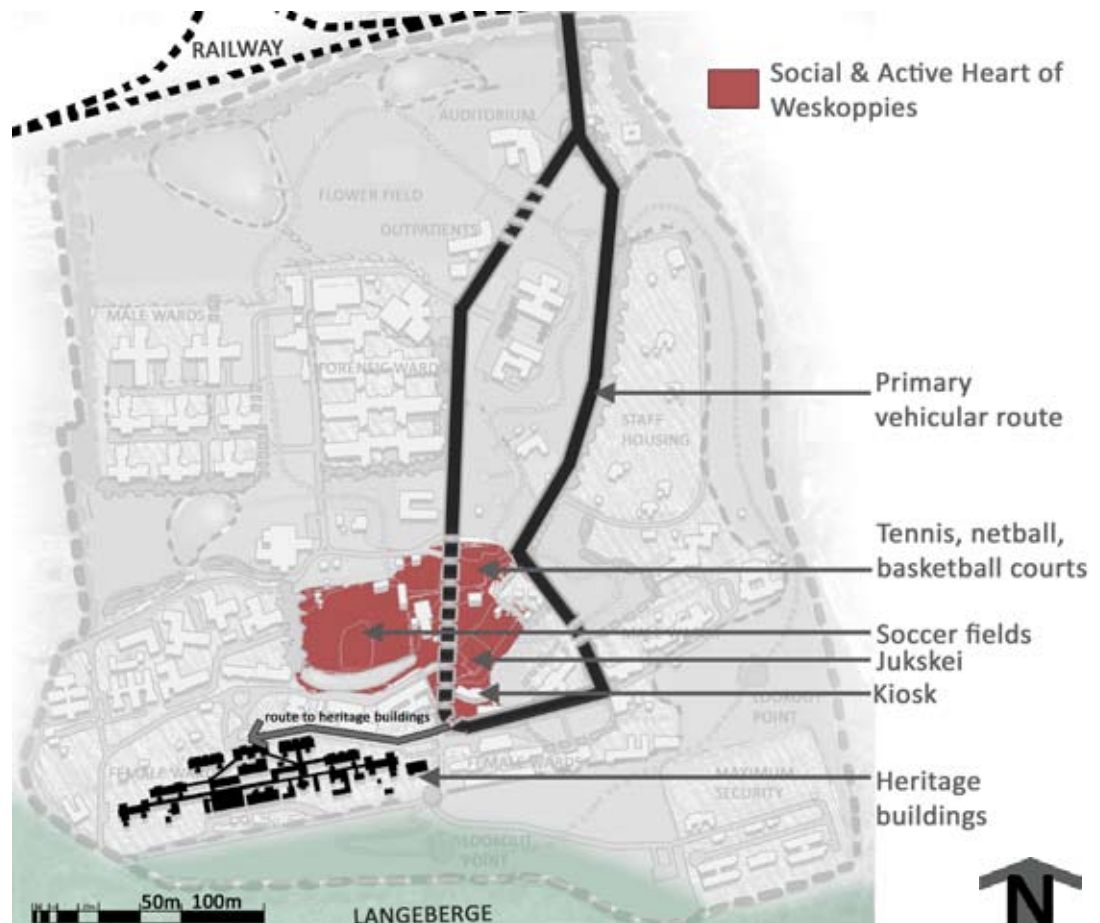 RAILWAY
Social & Active Heart of
Weskoppies
AUDITORIUM
FLOWER FIELD
OUTPATIENTS
MALE WARDS
FORENSIC WARDS
Primary
vehicular route
STAFF
HOUSING
Tennis, netball,
basketball courts
Soccer fields
Jukskei
Kiosk
LOOKOUT
POINT
route to heritage buildings
FEMALE WARDS
FEMALE WARDS
MAXIMUM
SECURITY
Heritage
buildings
LOOKOUT
POINT
50m 100m
LANGEBERGE
N